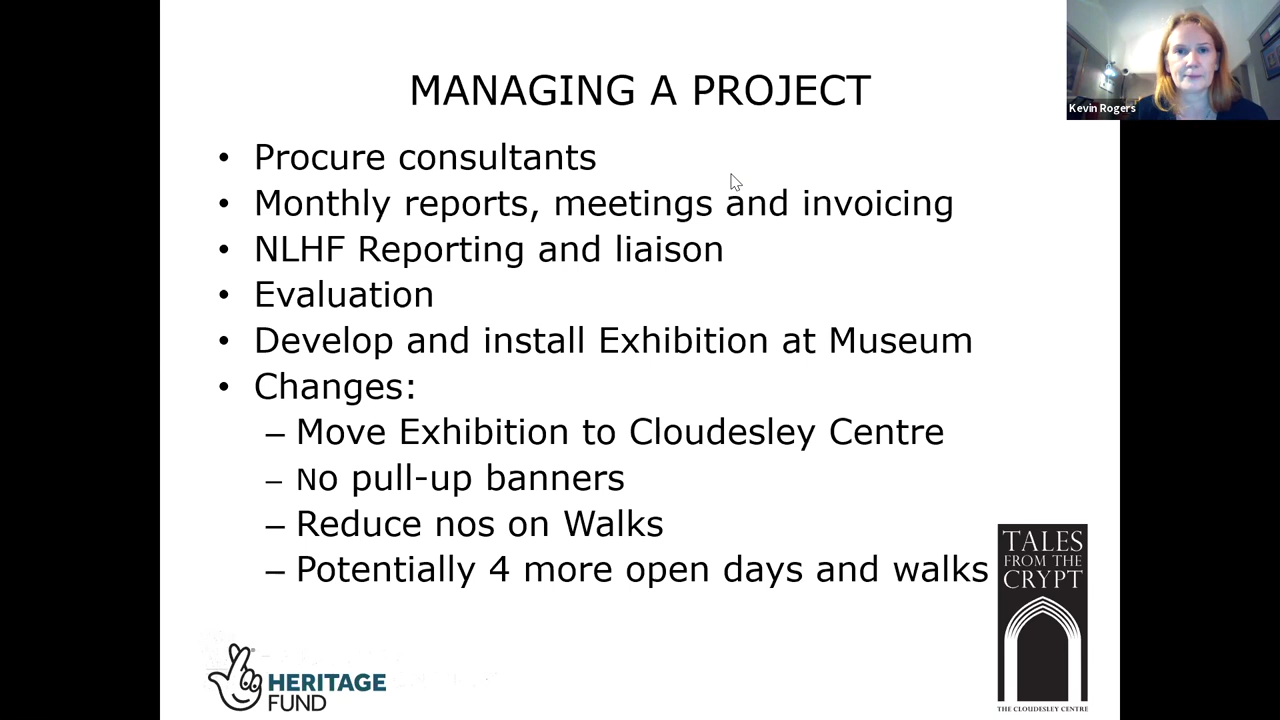 MANAGING A PROJECT
Kevin Rogers
• Procure consultants
• Monthly reports, meetings and invoicing
• NLHF Reporting and liaison
• Evaluation
• Develop and install Exhibition at Museum
• Changes:
– Move Exhibition to Cloudesley Centre
– No pull-up banners
– Reduce nos on Walks
– Potentially 4 more open days and walks
TALES
FROM THE
CRYPT
THE CLOUDESLEY CENTRE
HERITAGE
FUND